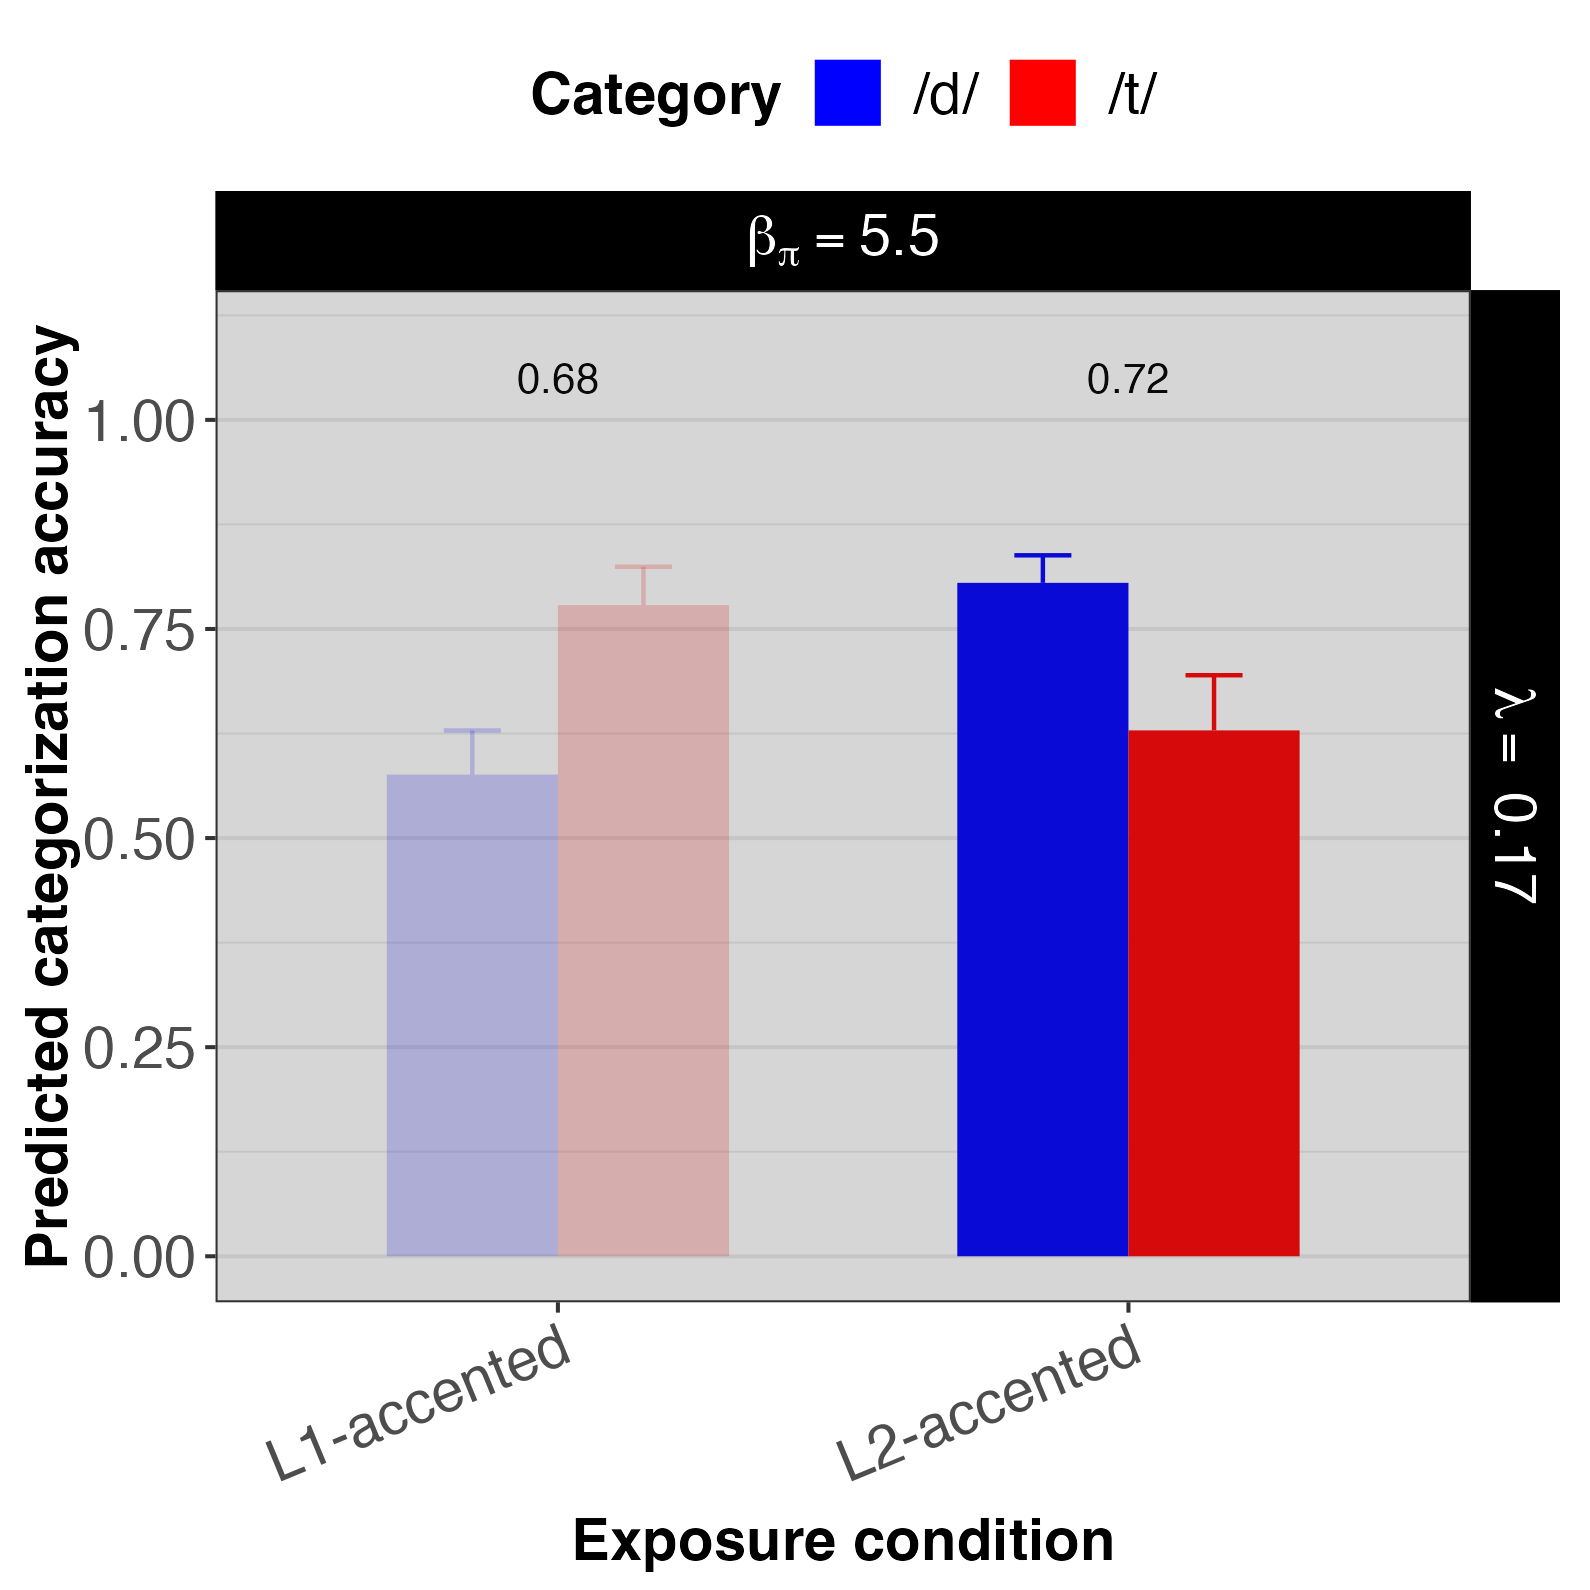 Category /d/ /t/
βπ = 5.5
0.68 0.72
Predicted categorization accuracy
1.00
0.75
0.50
0.25
0.00
λ = 0.17
L1-accented L2-accented
Exposure condition